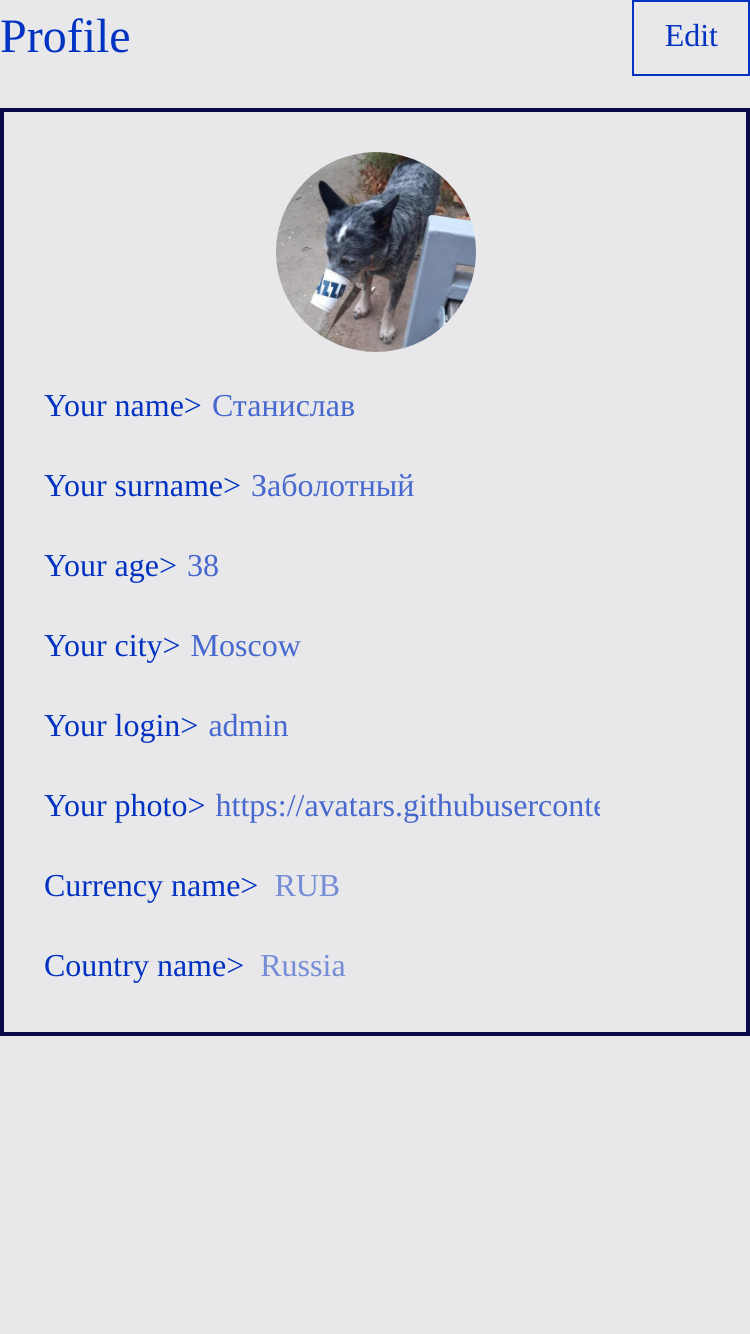 Profile
Edit
Your name> Станислав
Your surname> Заболотный
Your age> 38
Your city> Moscow
Your login> admin
Your photo> https://avatars.githubuserconte
Currency name> RUB
Country name> Russia